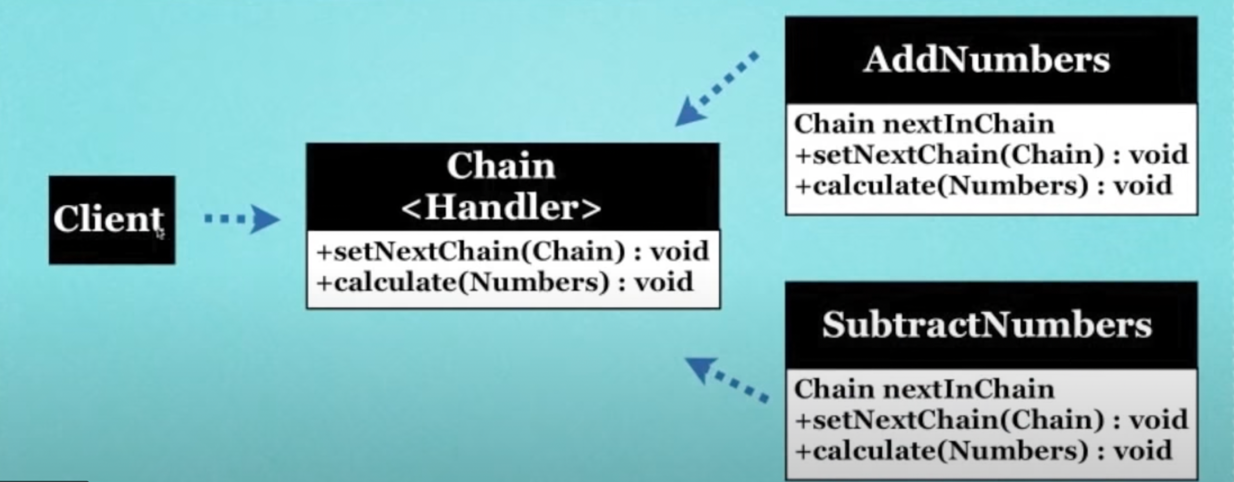 Client
Chain
<Handler>
+setNextChain(Chain) : void
+calculate(Numbers) : void
AddNumbers
Chain nextInChain
+setNextChain(Chain) : void
+calculate(Numbers) : void
SubtractNumbers
Chain nextInChain
+setNextChain(Chain) : void
+calculate(Numbers) : void